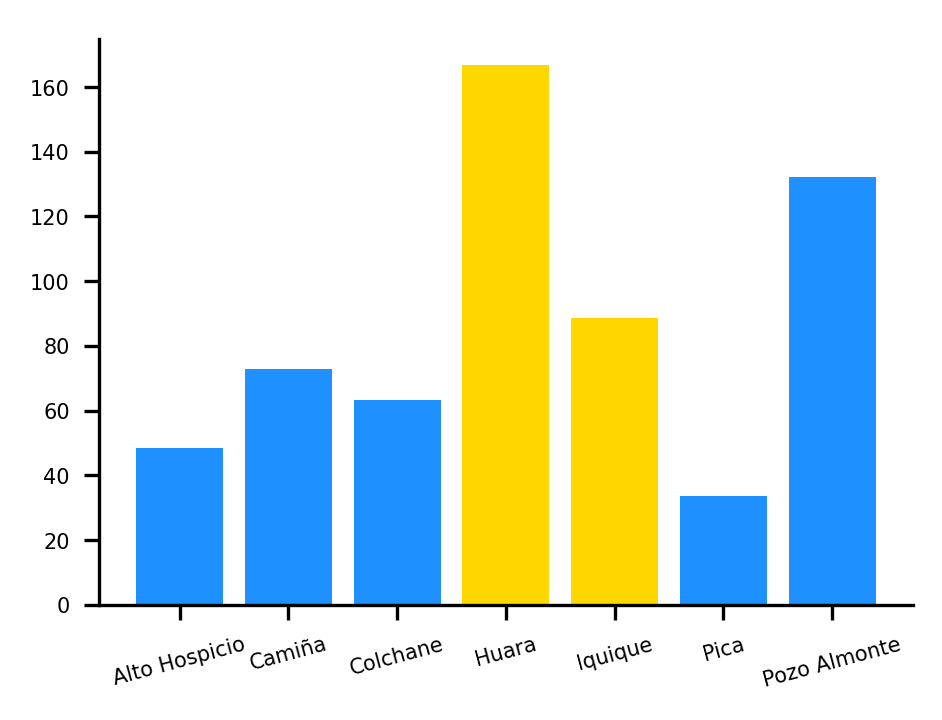 160
140
120
100
80
60
40
20
0
Alto Hospicio
Camiña
Colchane
Huara
Iquique
Pica
Pozo Almonte